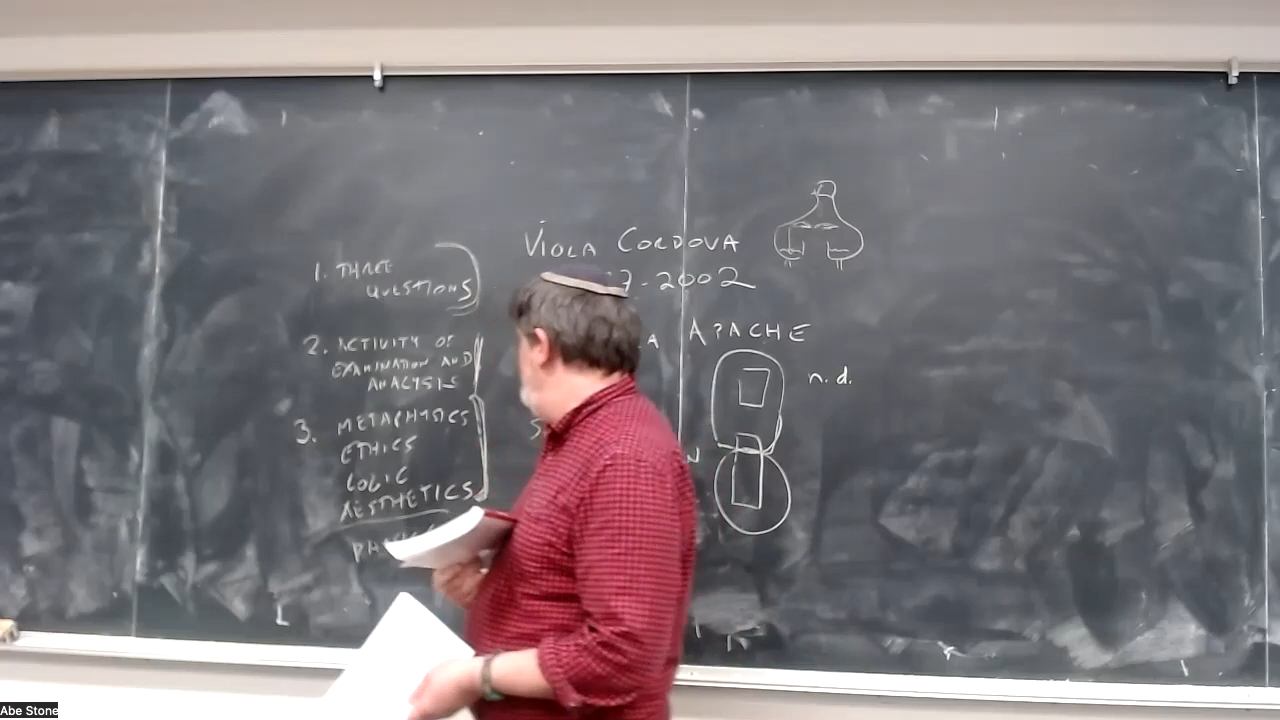 1. THREE
QUESTIONS
2. ACTIVITY OF
EXAMINATION AND
ANALYSIS
3. METAPHYSICS
ETHICS
LOGIC
AESTHETICS
VIOLA CORDOVA
7-2002
A APACHE
S
N
n.d.
Abe Stone